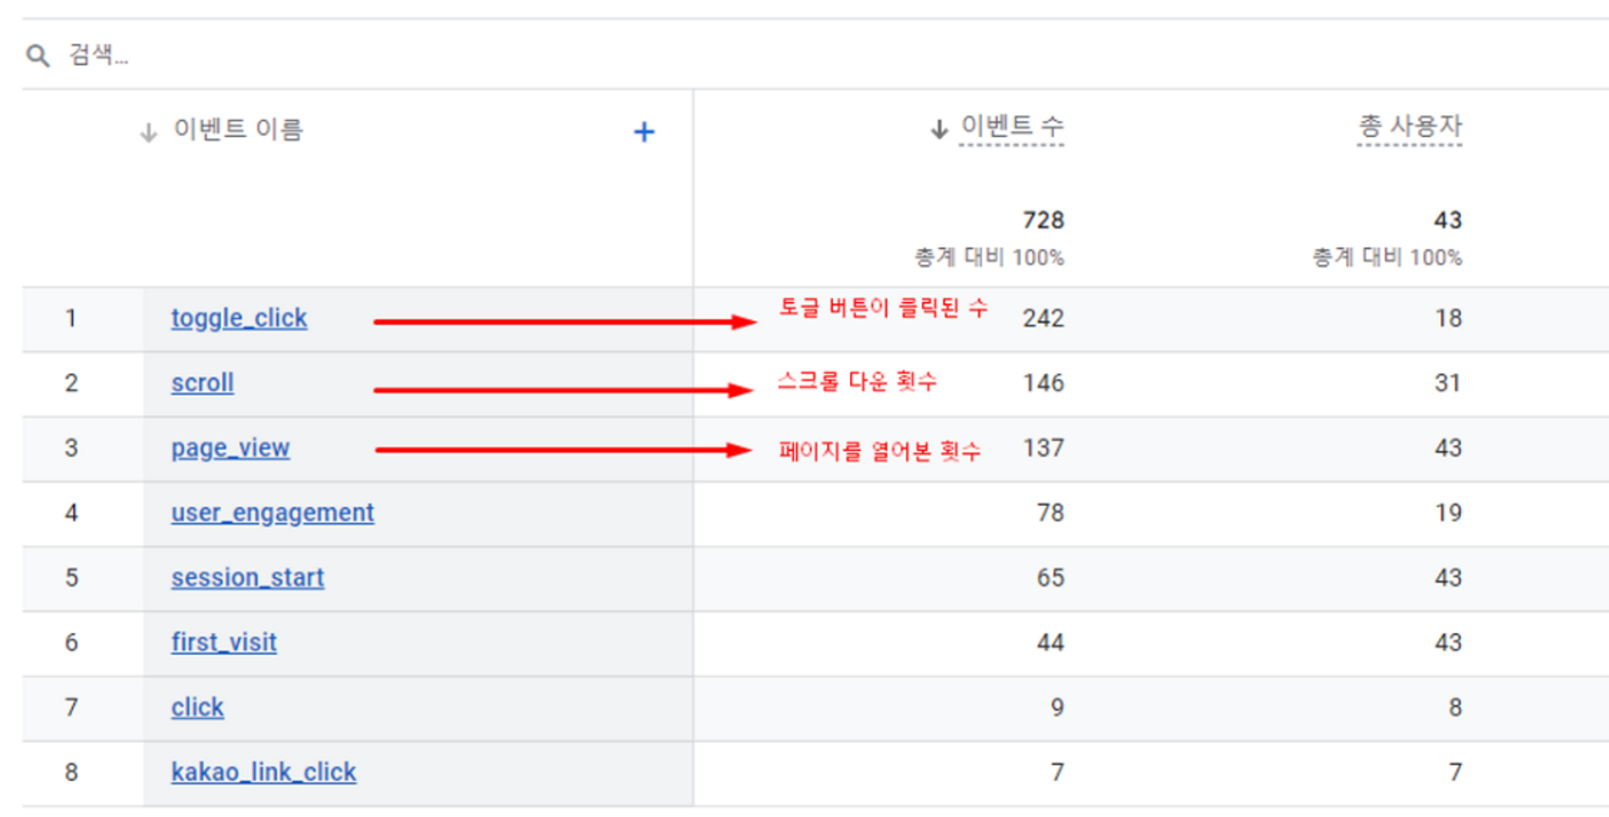 검색...
이벤트 이름 + 이벤트 수 총 사용자
728 43
총계 대비 100% 총계 대비 100%
1 toggle_click 토글 버튼이 클릭된 수 242 18
2 scroll 스크롤 다운 횟수 146 31
3 page_view 페이지를 열어본 횟수 137 43
4 user_engagement 78 19
5 session_start 65 43
6 first_visit 44 43
7 click 9 8
8 kakao_link_click 7 7